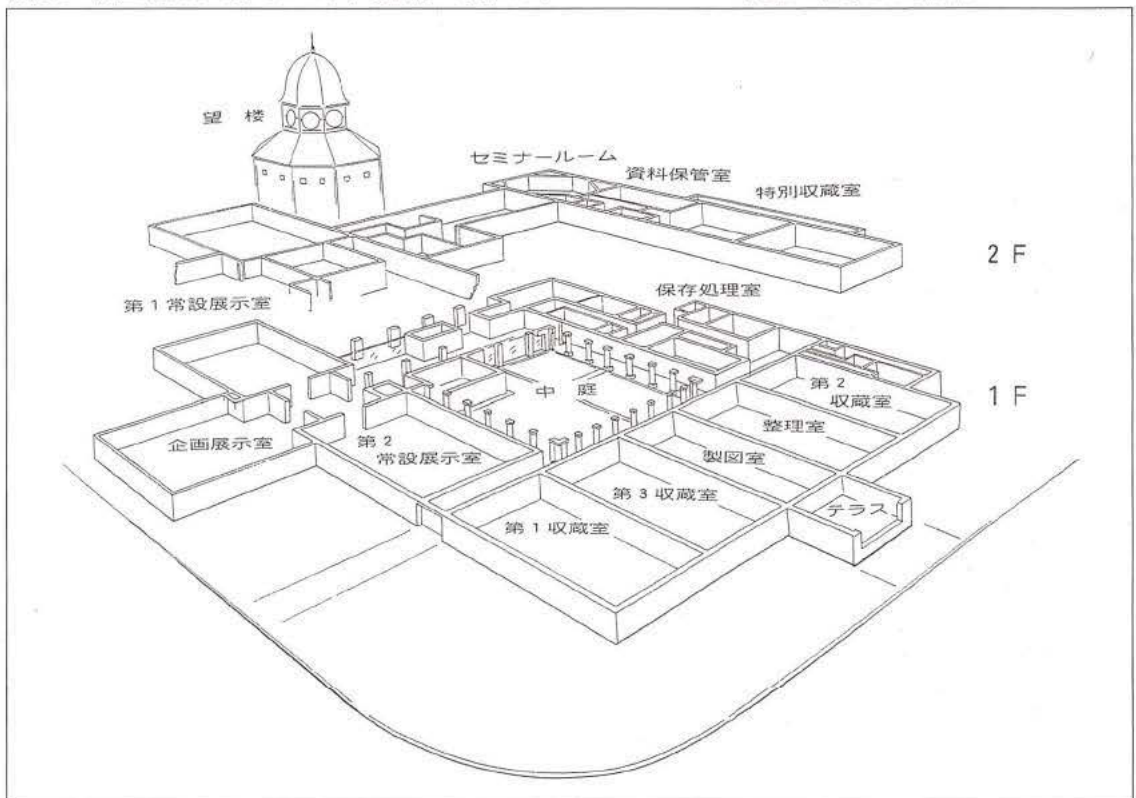 望楼
セミナールーム
資料保管室
特別収蔵室
2F
第1常設展示室
保存処理室
中庭
第2
収蔵室
1F
整理室
企画展示室
第2
常設展示室
製図室
第3収蔵室
テラス
第1収蔵室